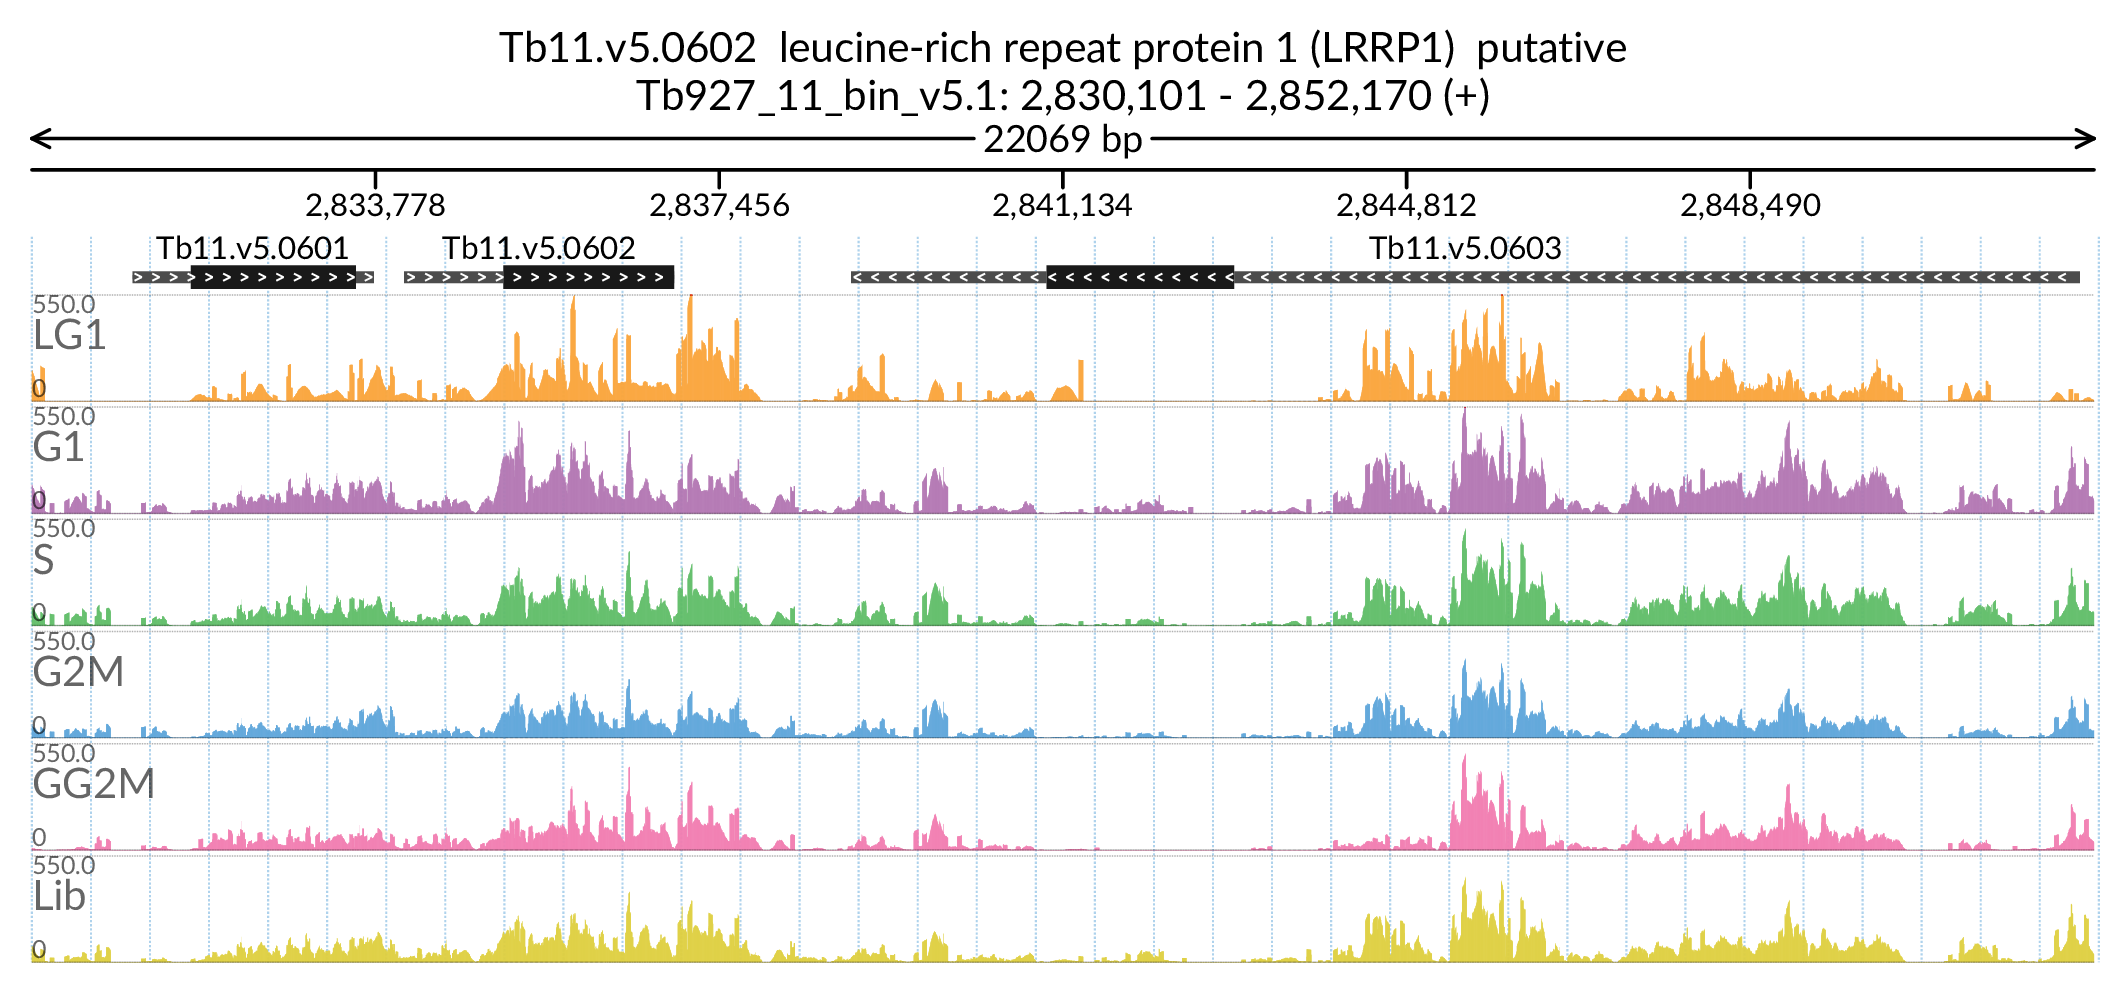 Tb11.v5.0602 leucine-rich repeat protein 1 (LRRP1) putative
Tb927_11_bin_v5.1: 2,830,101 - 2,852,170 (+)
22069 bp
2,833,778 2,837,456 2,841,134 2,844,812 2,848,490
Tb11.v5.0601 Tb11.v5.0602 Tb11.v5.0603
550.0
LG1
0
550.0
G1
0
550.0
S
0
550.0
G2M
0
550.0
GG2M
0
550.0
Lib
0